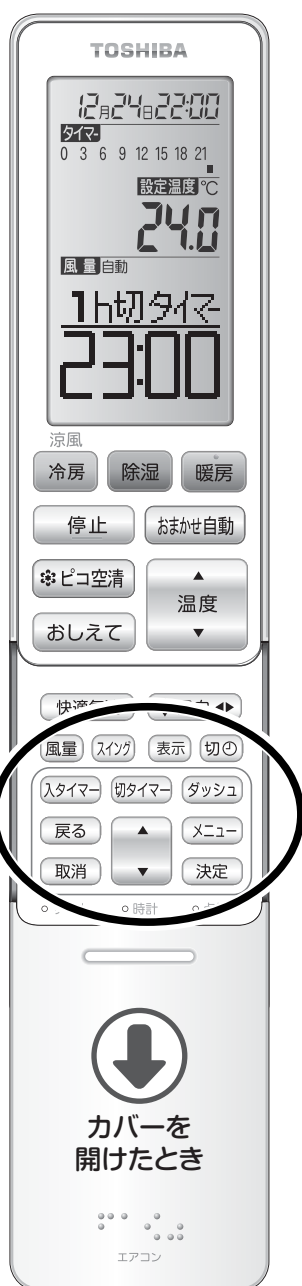 TOSHIBA
12月24日22:00
タイマー
0 3 6 9 12 15 18 21
設定温度℃
24.0
風量 自動
1h切タイマー
23:00
涼風
冷房 除湿 暖房
停止 おまかせ自動
ピコ空清 ▲
温度
おしえて ▼
風量 スイング 表示 切
入タイマー 切タイマー ダッシュ
戻る ▲ メニュー
取消 ▼ 決定
時計
カバーを
開けたとき
エアコン